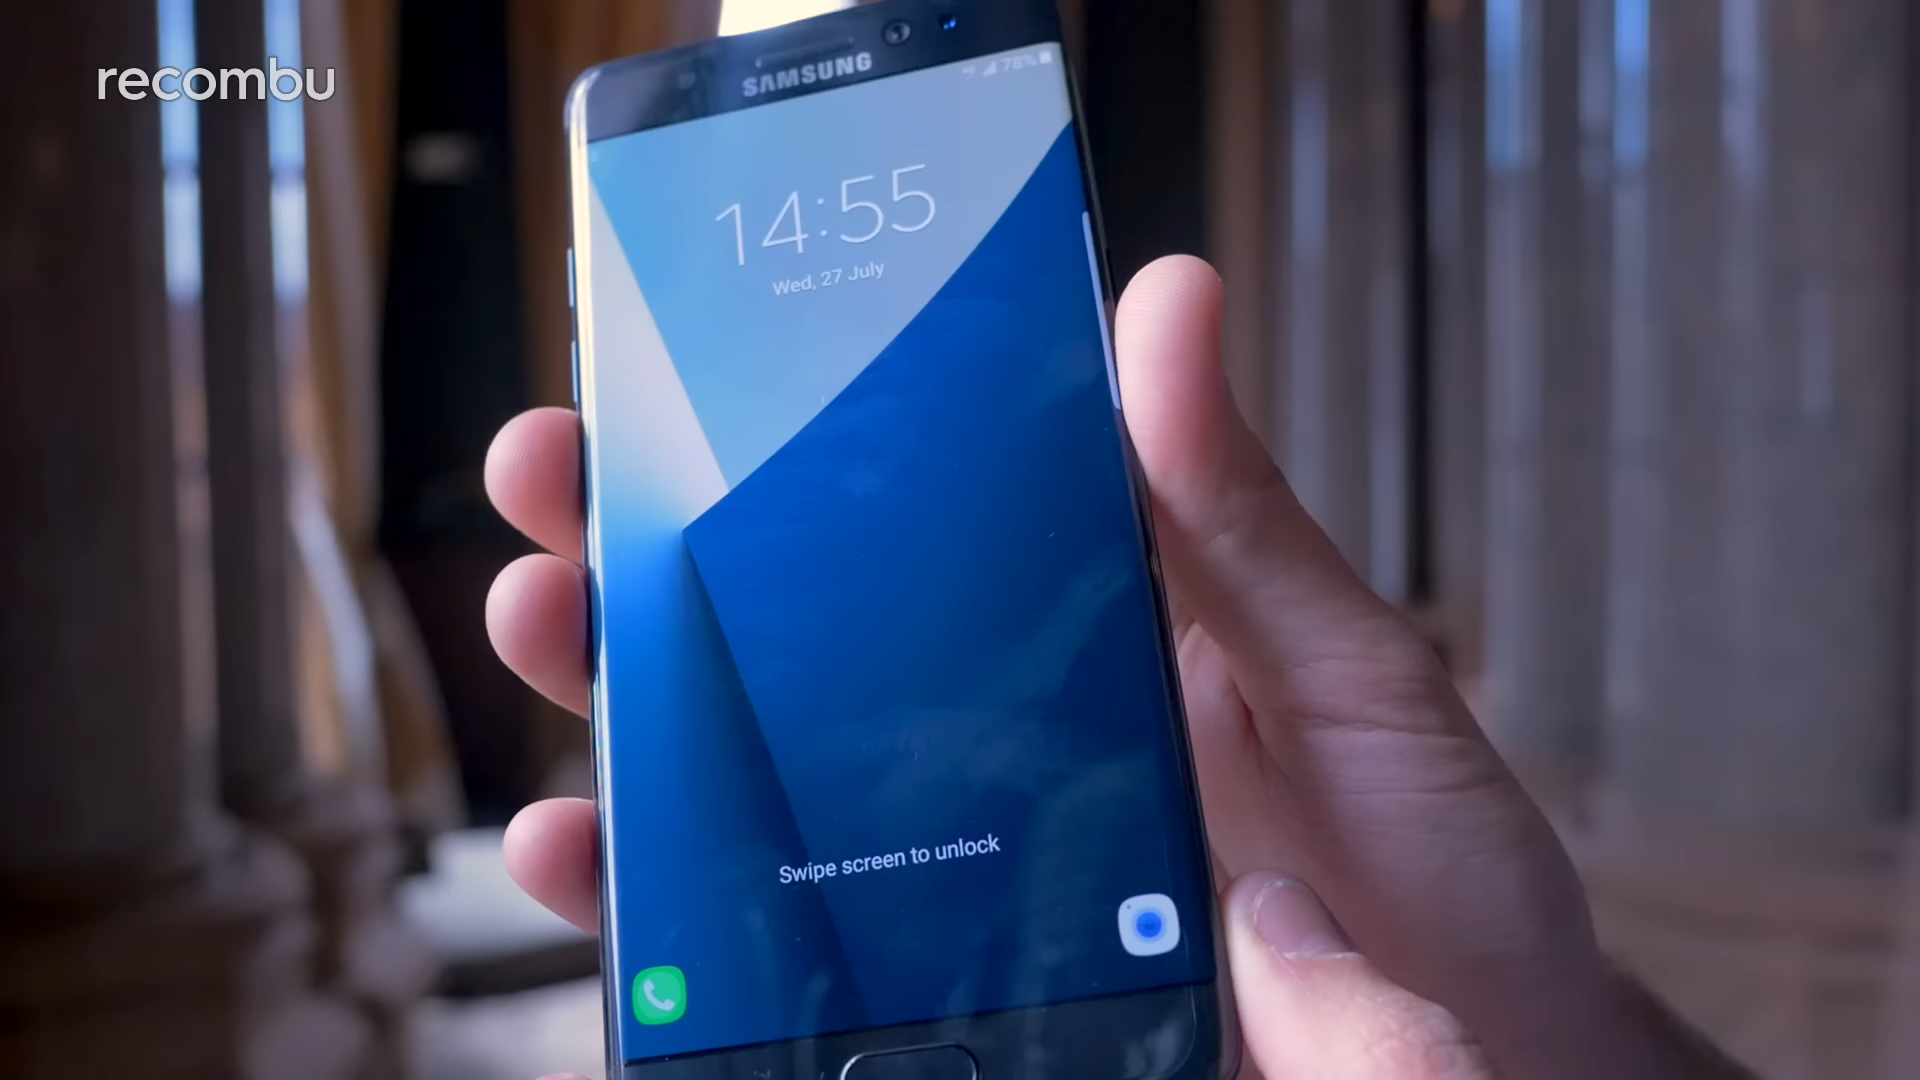 recombu
SAMSUNG
78%
14:55
Wed, 27 July
Swipe screen to unlock